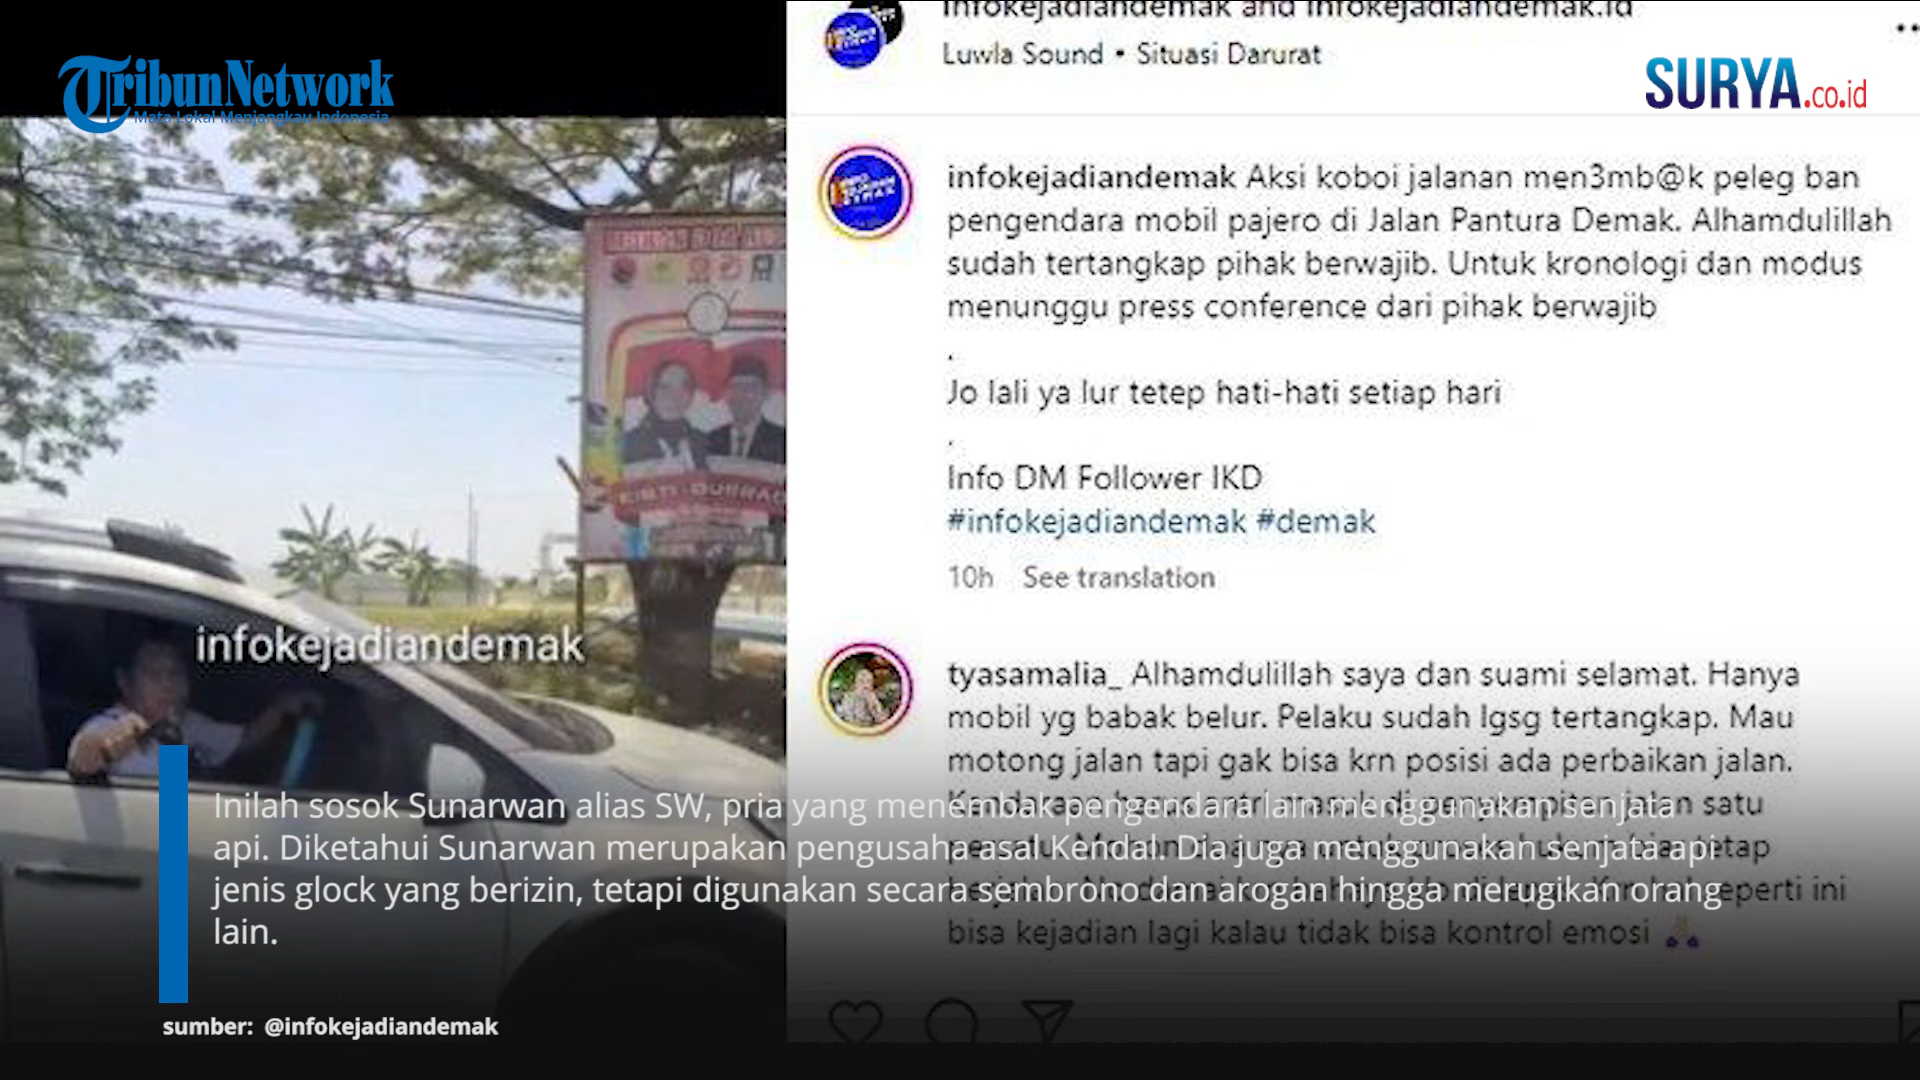 TribunNetwork
Mata Lokal Menjangkau Indonesia
infokejadiandemak and infokejadiandemak.id
Luwla Sound • Situasi Darurat
SURYA.co.id
infokejadiandemak Aksi koboi jalanan men3mb@k peleg ban
pengendara mobil pajero di Jalan Pantura Demak. Alhamdulillah
sudah tertangkap pihak berwajib. Untuk kronologi dan modus
menunggu press conference dari pihak berwajib
.
Jo lali ya lur tetep hati-hati setiap hari
.
Info DM Follower IKD
#infokejadiandemak #demak
10h See translation
infokejadiandemak
tyasamalia_ Alhamdulillah saya dan suami selamat. Hanya
mobil yg babak belur. Pelaku sudah lgsg tertangkap. Mau
motong jalan tapi gak bisa krn posisi ada perbaikan jalan.
jalan satu
tetap
seperti ini
bisa kejadian lagi kalau tidak bisa kontrol emosi
Inilah sosok Sunarwan alias SW, pria yang menembak pengendara lain menggunakan senjata
api. Diketahui Sunarwan merupakan pengusaha asal Kendal. Dia juga menggunakan senjata api
jenis glock yang berizin, tetapi digunakan secara sembrono dan arogan hingga merugikan orang
lain.
sumber: @infokejadiandemak